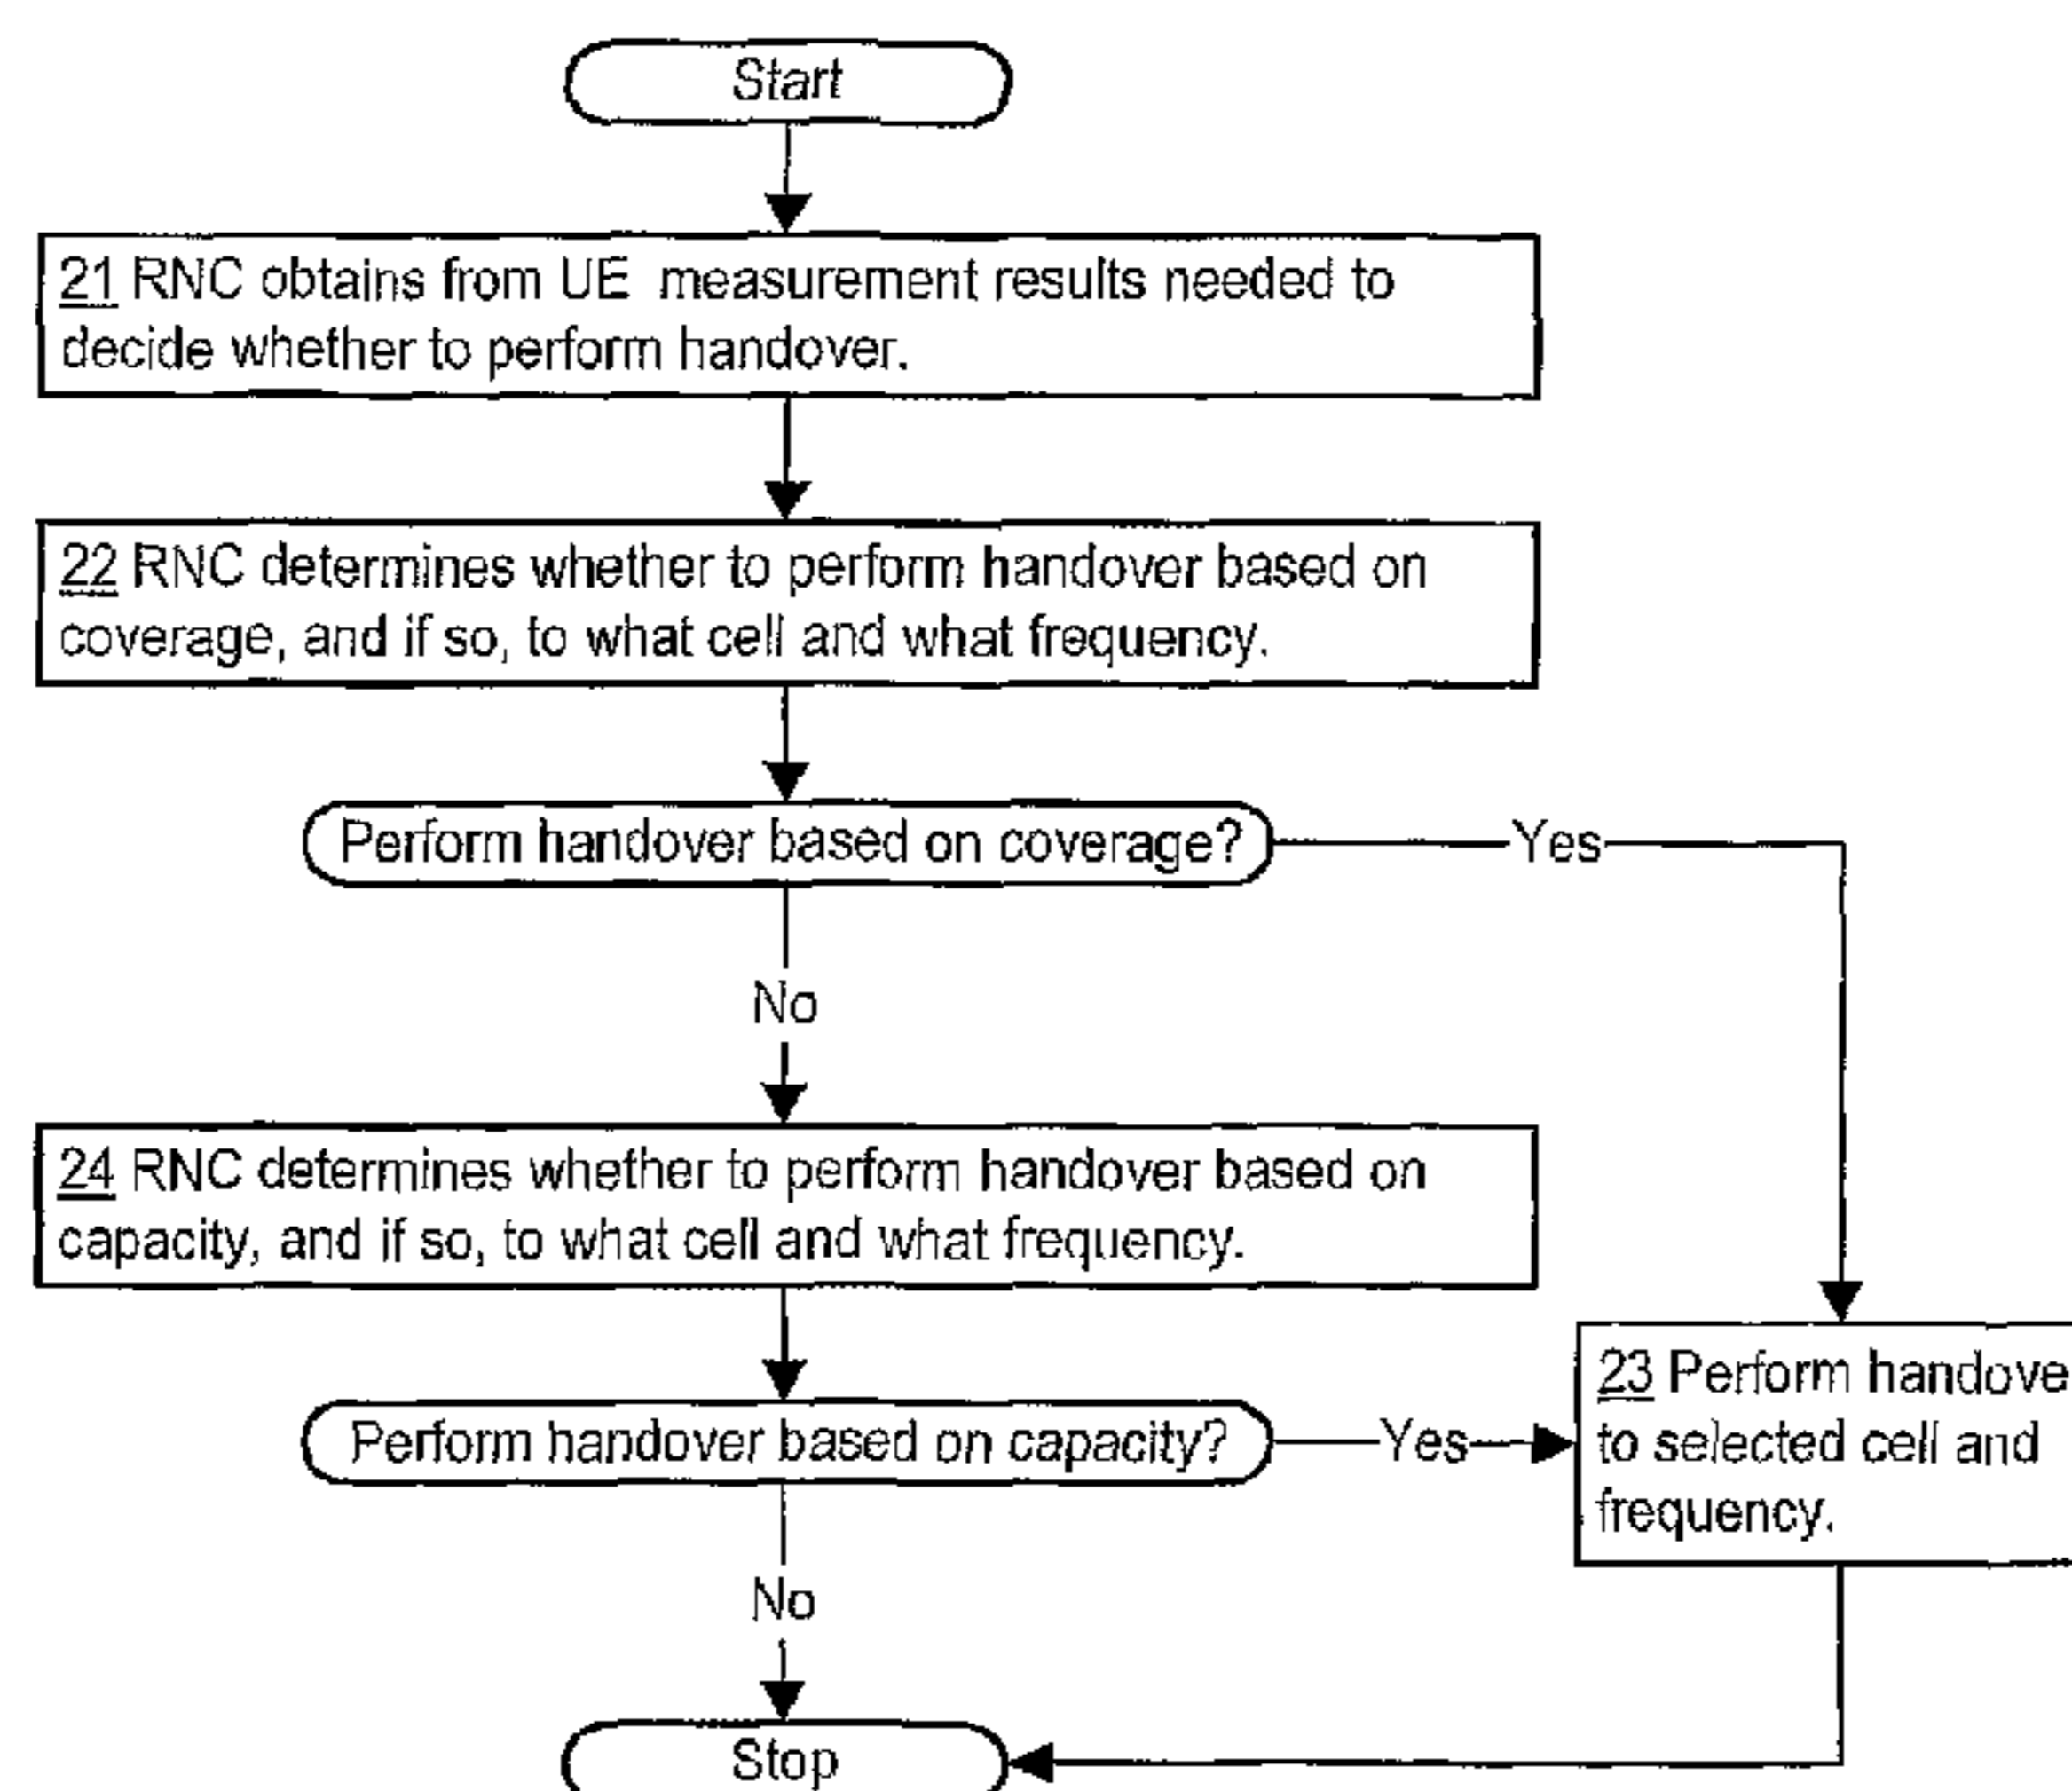 Start
21 RNC obtains from UE measurement results needed to
decide whether to perform handover.
22 RNC determines whether to perform handover based on
coverage, and if so, to what cell and what frequency.
Perform handover based on coverage?
Yes
No
24 RNC determines whether to perform handover based on
capacity, and if so, to what cell and what frequency.
Perform handover based on capacity?
Yes
23 Perform handove
to selected cell and
frequency.
No
Stop